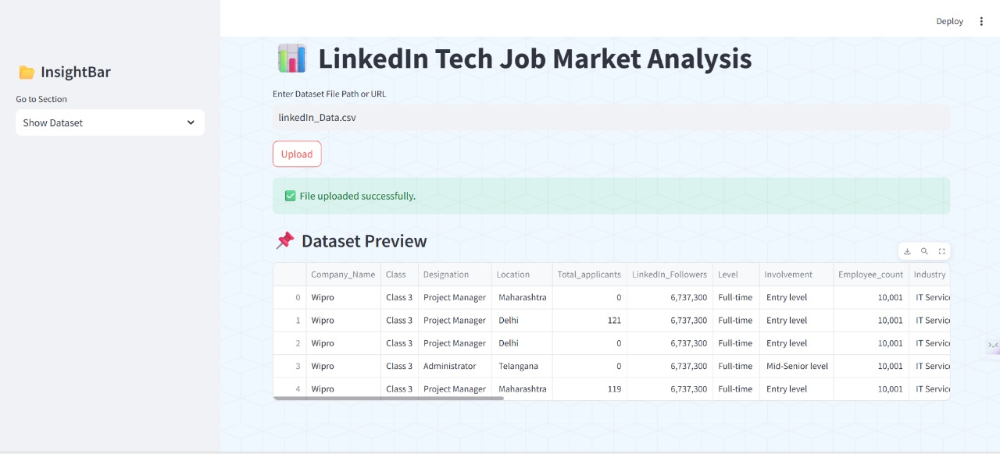 Deploy
InsightBar
Go to Section
Show Dataset
LinkedIn Tech Job Market Analysis
Enter Dataset File Path or URL
linkedIn_Data.csv
Upload
File uploaded successfully.
Dataset Preview
Company_Name Class Designation Location Total_applicants LinkedIn_Followers Level Involvement Employee_count Industry
0 Wipro Class 3 Project Manager Maharashtra 0 6,737,300 Full-time Entry level 10,001 IT Servic
1 Wipro Class 3 Project Manager Delhi 121 6,737,300 Full-time Entry level 10,001 IT Servic
2 Wipro Class 3 Project Manager Delhi 0 6,737,300 Full-time Entry level 10,001 IT Servic
3 Wipro Class 3 Administrator Telangana 0 6,737,300 Full-time Mid-Senior level 10,001 IT Servic
4 Wipro Class 3 Project Manager Maharashtra 119 6,737,300 Full-time Entry level 10,001 IT Servic